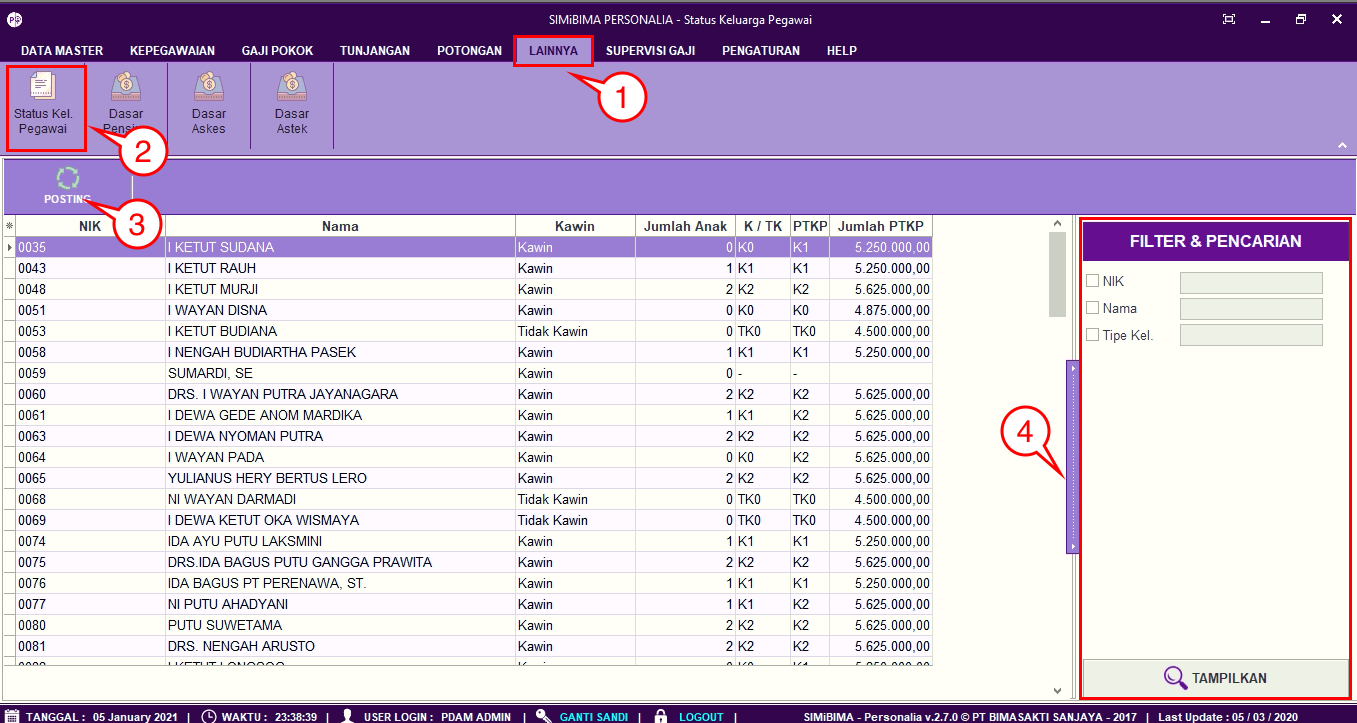 SIMiBIMA PERSONALIA - Status Keluarga Pegawai
DATA MASTER KEPEGAWAIAN GAJI POKOK TUNJANGAN POTONGAN LAINNYA SUPERVISI GAJI PENGATURAN HELP
1
Status Kel. Pegawai
Dasar
Dasar Askes
Dasar Astek
2
POSTING
3
NIK Nama Kawin Jumlah Anak K / TK PTKP Jumlah PTKP
0035 I KETUT SUDANA Kawin 0 K0 K1 5.250.000,00
0043 I KETUT RAUH Kawin 1 K1 K1 5.250.000,00
0048 I KETUT MURJI Kawin 2 K2 K2 5.625.000,00
0051 I WAYAN DISNA Kawin 0 K0 K0 4.875.000,00
0053 I KETUT BUDIANA Tidak Kawin 0 TK0 TK0 4.500.000,00
0058 I NENGAH BUDIARTHA PASEK Kawin 1 K1 K1 5.250.000,00
0059 SUMARDI, SE Kawin 0 - -
0060 DRS. I WAYAN PUTRA JAYANAGARA Kawin 2 K2 K2 5.625.000,00
0061 I DEWA GEDE ANOM MARDIKA Kawin 1 K1 K2 5.625.000,00
0063 I DEWA NYOMAN PUTRA Kawin 2 K2 K2 5.625.000,00
0064 I WAYAN PADA Kawin 0 K0 K2 5.625.000,00
0065 YULIANUS HERY BERTUS LERO Kawin 2 K2 K2 5.625.000,00
0068 NI WAYAN DARMADI Tidak Kawin 0 TK0 TK0 4.500.000,00
0069 I DEWA KETUT OKA WISMAYA Tidak Kawin 0 TK0 TK0 4.500.000,00
0074 IDA AYU PUTU LAKSMINI Kawin 1 K1 K1 5.250.000,00
0075 DRS.IDA BAGUS PUTU GANGGA PRAWITA Kawin 2 K2 K2 5.625.000,00
0076 IDA BAGUS PT PERENAWA, ST. Kawin 1 K1 K1 5.250.000,00
0077 NI PUTU AHADYANI Kawin 1 K1 K2 5.625.000,00
0080 PUTU SUWETAMA Kawin 2 K2 K2 5.625.000,00
0081 DRS. NENGAH ARUSTO Kawin 2 K2 K2 5.625.000,00
4
FILTER & PENCARIAN
NIK
Nama
Tipe Kel.
TAMPILKAN
TANGGAL : 05 January 2021 | WAKTU : 23:38:39 | USER LOGIN : PDAM ADMIN | GANTI SANDI | LOGOUT | SIMiBIMA - Personalia v.2.7.0 © PT BIMASAKTI SANJAYA - 2017 | Last Update : 05 / 03 / 2020